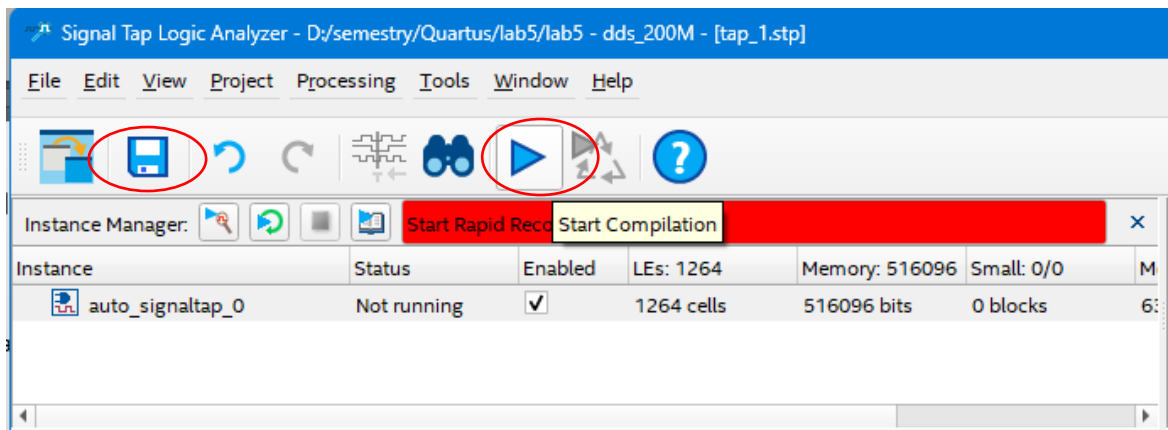 Signal Tap Logic Analyzer - D:/semestry/Quartus/lab5/lab5 - dds_200M - [tap_1.stp]
File Edit View Project Processing Tools Window Help
Instance Manager: Start Rapid Reco Start Compilation
Instance Status Enabled LEs: 1264 Memory: 516096 Small: 0/0
auto_signaltap_0 Not running 1264 cells 516096 bits 0 blocks